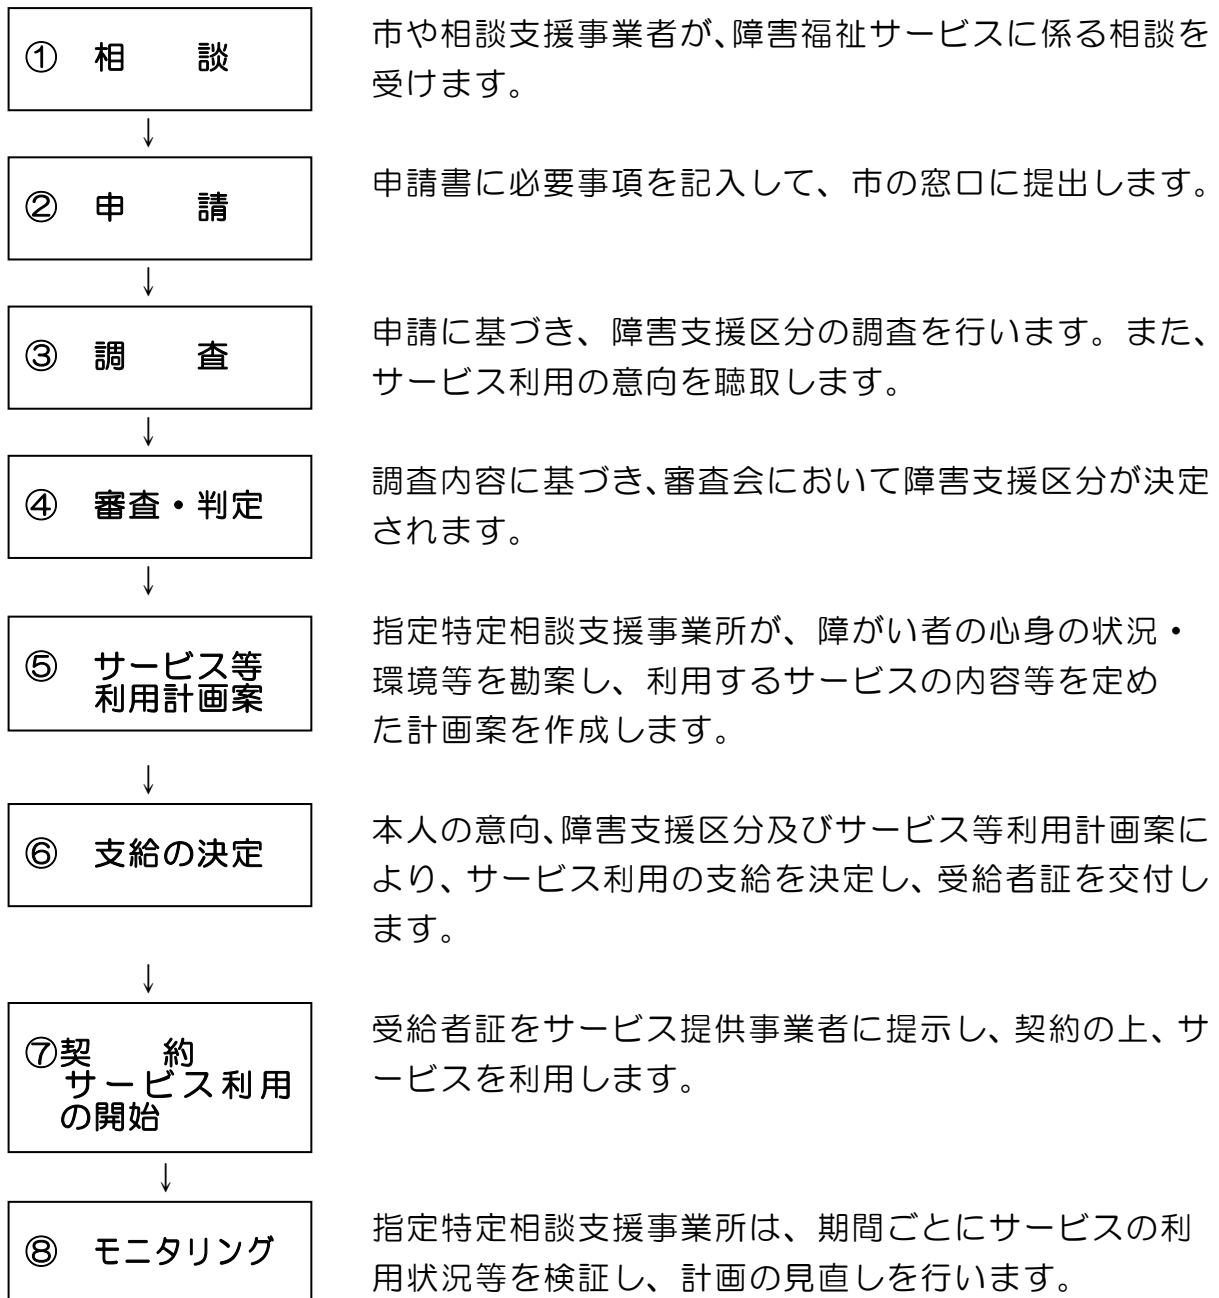 ① 相 談
市や相談支援事業者が、障害福祉サービスに係る相談を
受けます。
↓
② 申 請
申請書に必要事項を記入して、市の窓口に提出します。
↓
③ 調 査
申請に基づき、障害支援区分の調査を行います。また、
サービス利用の意向を聴取します。
↓
④ 審査・判定
調査内容に基づき、審査会において障害支援区分が決定
されます。
↓
⑤ サービス等
利用計画案
指定特定相談支援事業所が、障がい者の心身の状況・
環境等を勘案し、利用するサービスの内容等を定め
た計画案を作成します。
↓
⑥ 支給の決定
本人の意向、障害支援区分及びサービス等利用計画案に
より、サービス利用の支給を決定し、受給者証を交付し
ます。
↓
⑦契 約
サービス利用
の開始
受給者証をサービス提供事業者に提示し、契約の上、サ
ービスを利用します。
↓
⑧ モニタリング
指定特定相談支援事業所は、期間ごとにサービスの利
用状況等を検証し、計画の見直しを行います。